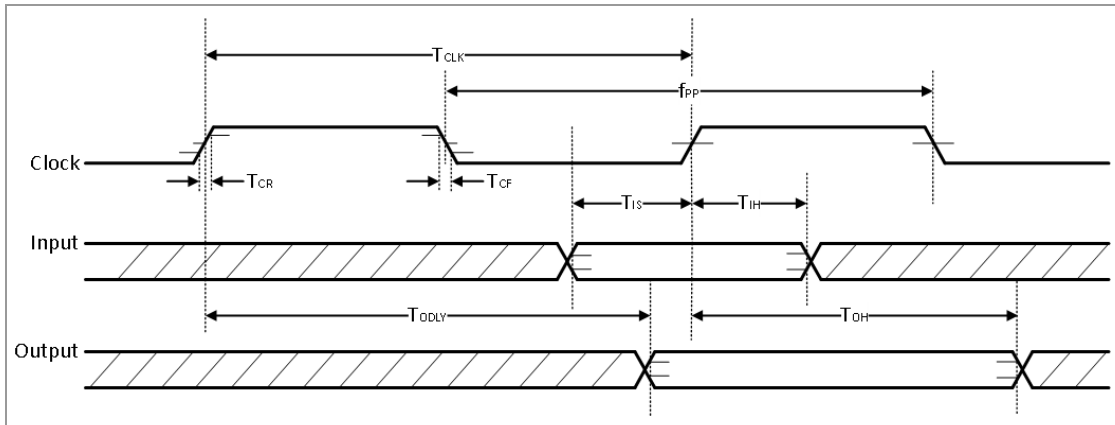 TCLK
fPP
Clock
TCR
TCF
TIS
TIH
Input
TODLY
TOH
Output